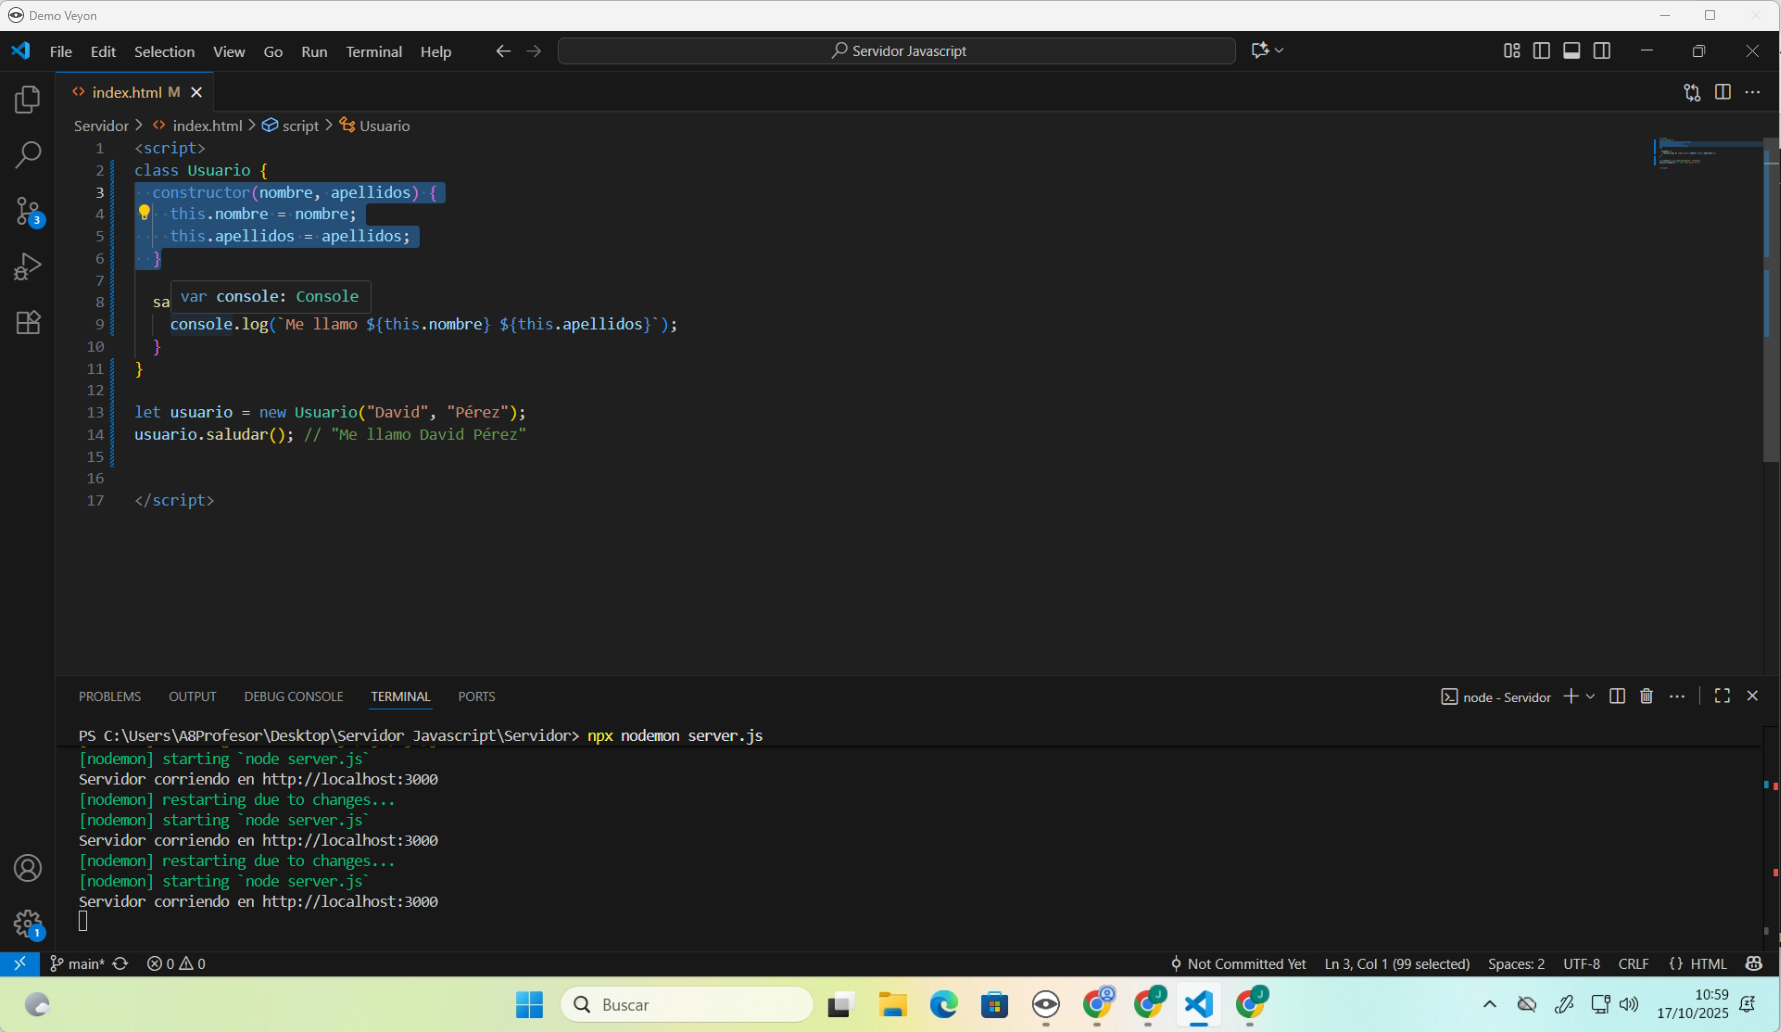 Demo Veyon
File Edit Selection View Go Run Terminal Help
Servidor Javascript
index.html M
Servidor > index.html > script > Usuario
1 <script>
2 class Usuario {
3 constructor(nombre, apellidos) {
4 this.nombre = nombre;
5 this.apellidos = apellidos;
6 }
7
var console: Console
8 sa
9 console.log(`Me llamo ${this.nombre} ${this.apellidos}`);
10 }
11 }
12
13 let usuario = new Usuario("David", "Pérez");
14 usuario.saludar(); // "Me llamo David Pérez"
15
16
17 </script>
3
1
PROBLEMS OUTPUT DEBUG CONSOLE TERMINAL PORTS
node - Servidor
PS C:\Users\A8Profesor\Desktop\Servidor Javascript\Servidor> npx nodemon server.js
[nodemon] starting `node server.js`
Servidor corriendo en http://localhost:3000
[nodemon] restarting due to changes...
[nodemon] starting `node server.js`
Servidor corriendo en http://localhost:3000
[nodemon] restarting due to changes...
[nodemon] starting `node server.js`
Servidor corriendo en http://localhost:3000
main* 0 0 Not Committed Yet Ln 3, Col 1 (99 selected) Spaces: 2 UTF-8 CRLF {} HTML
Buscar
J
J
10:59
17/10/2025